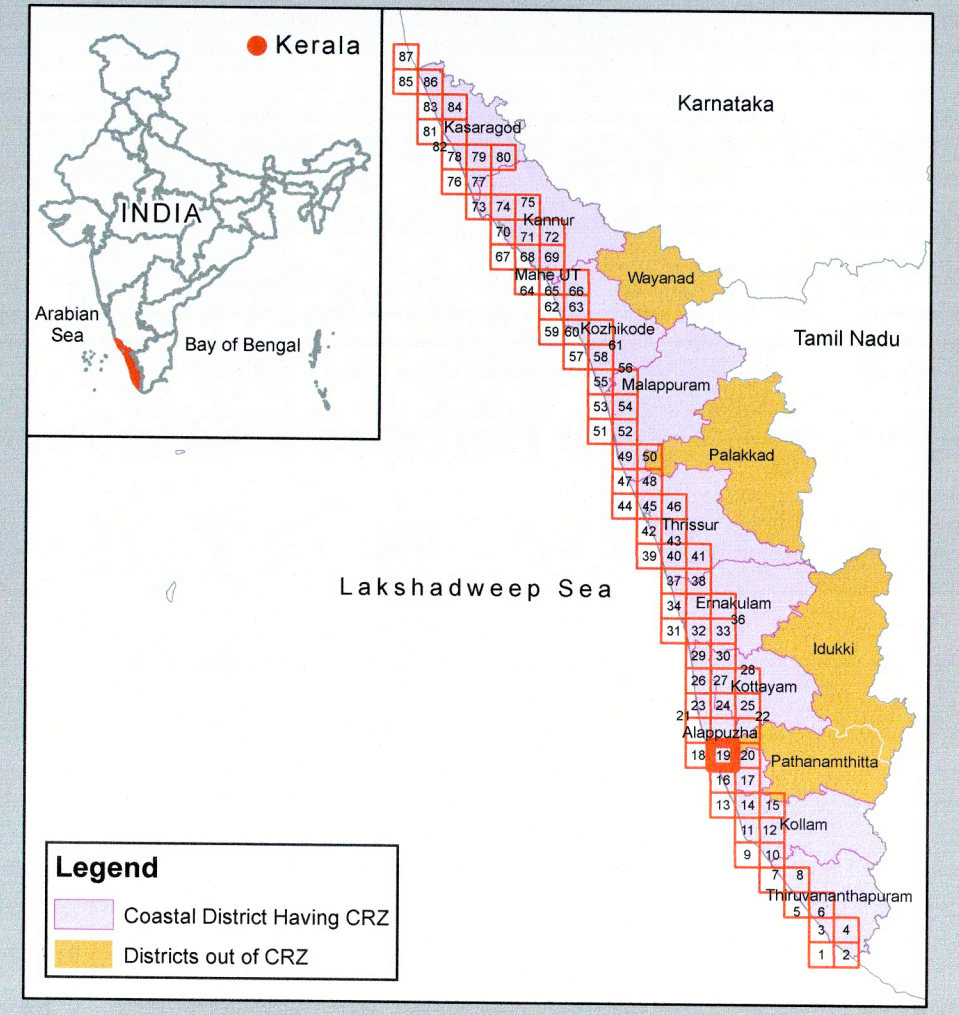 Kerala
INDIA
Arabian
Sea
Bay of Bengal
Karnataka
Tamil Nadu
Lakshadweep Sea
87
85 86
83 84
81 Kasaragod
82
78 79 80
76 77
73 74 75
Kannur
70 71 72
67 68 69
Mahe UT
64 65 66
Wayanad
62 63
59 60 Kozhikode
61
57 58
56
55 Malappuram
53 54
51 52
49 50 Palakkad
47 48
44 45 46
42 Thrissur
43
39 40 41
37 38
34 Ernakulam
36
31 32 33
Idukki
29 30
28
26 27 Kottayam
23 24 25
21 22
Alappuzha
18 19 20 Pathanamthitta
16 17
13 14 15
11 12 Kollam
9 10
7 8
Thiruvananthapuram
5 6
3 4
1 2
Legend
Coastal District Having CRZ
Districts out of CRZ